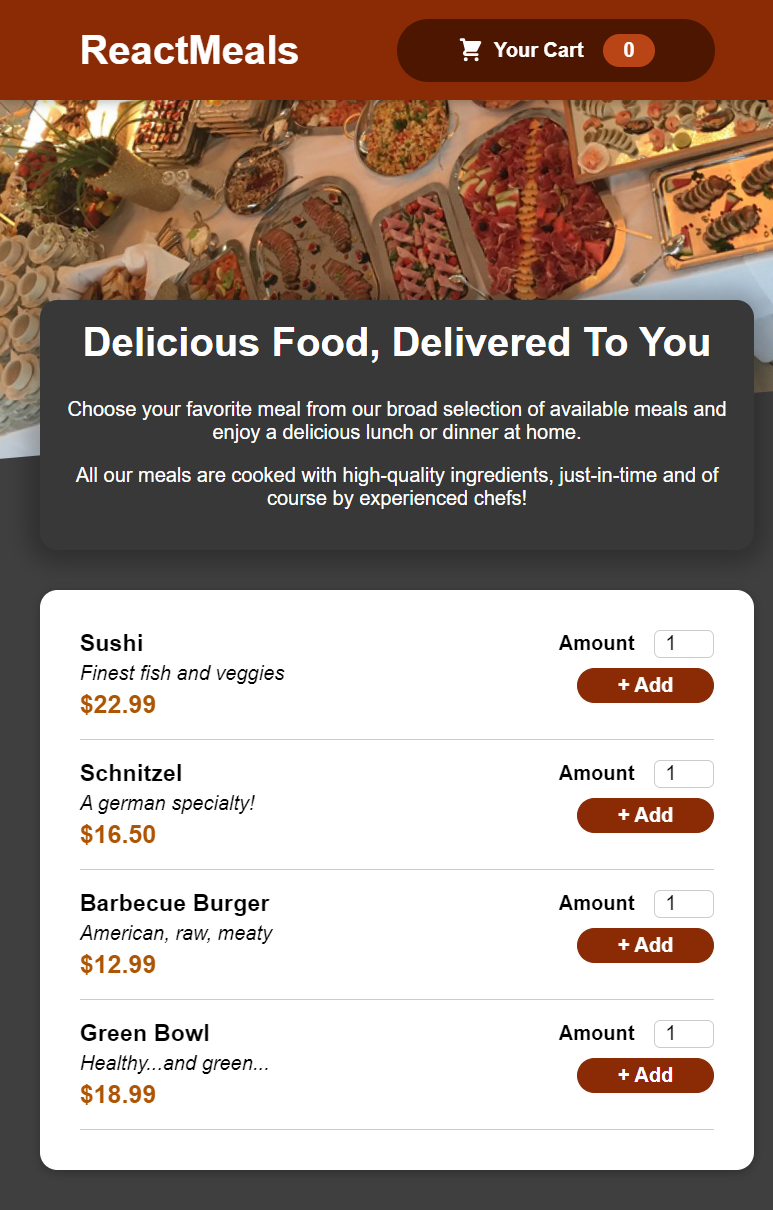 ReactMeals
Your Cart 0
Delicious Food, Delivered To You
Choose your favorite meal from our broad selection of available meals and
enjoy a delicious lunch or dinner at home.
All our meals are cooked with high-quality ingredients, just-in-time and of
course by experienced chefs!
Sushi
Finest fish and veggies
$22.99
Amount 1
+ Add
Schnitzel
A german specialty!
$16.50
Amount 1
+ Add
Barbecue Burger
American, raw, meaty
$12.99
Amount 1
+ Add
Green Bowl
Healthy...and green...
$18.99
Amount 1
+ Add